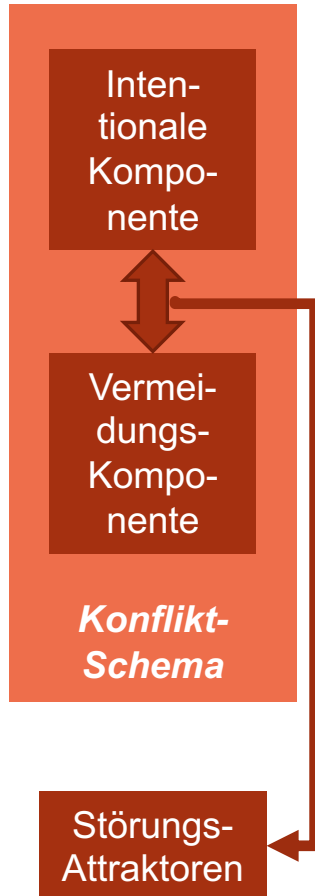 Inten-
tionale
Kompo-
nente
Vermei-
dungs-
Kompo-
nente
Konflikt-
Schema
Störungs-
Attraktoren